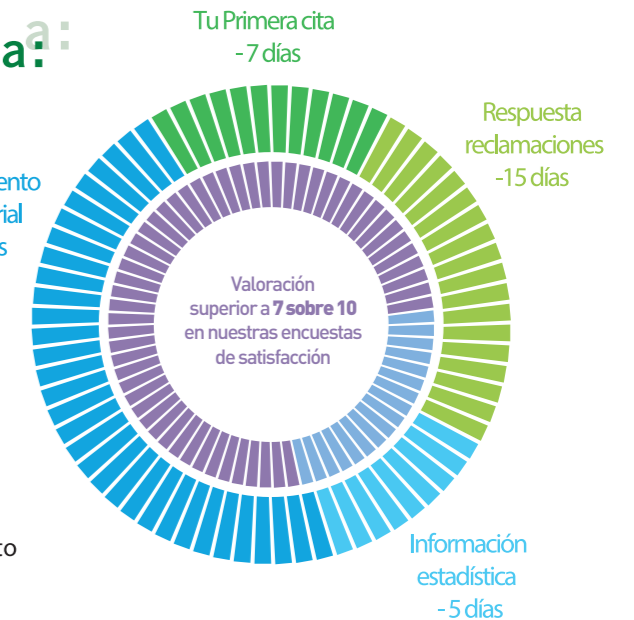 a:
Tu Primera cita
- 7 días
Respuesta
reclamaciones
-15 días
Valoración
superior a 7 sobre 10
en nuestras encuestas
de satisfacción
Información
estadística
- 5 días